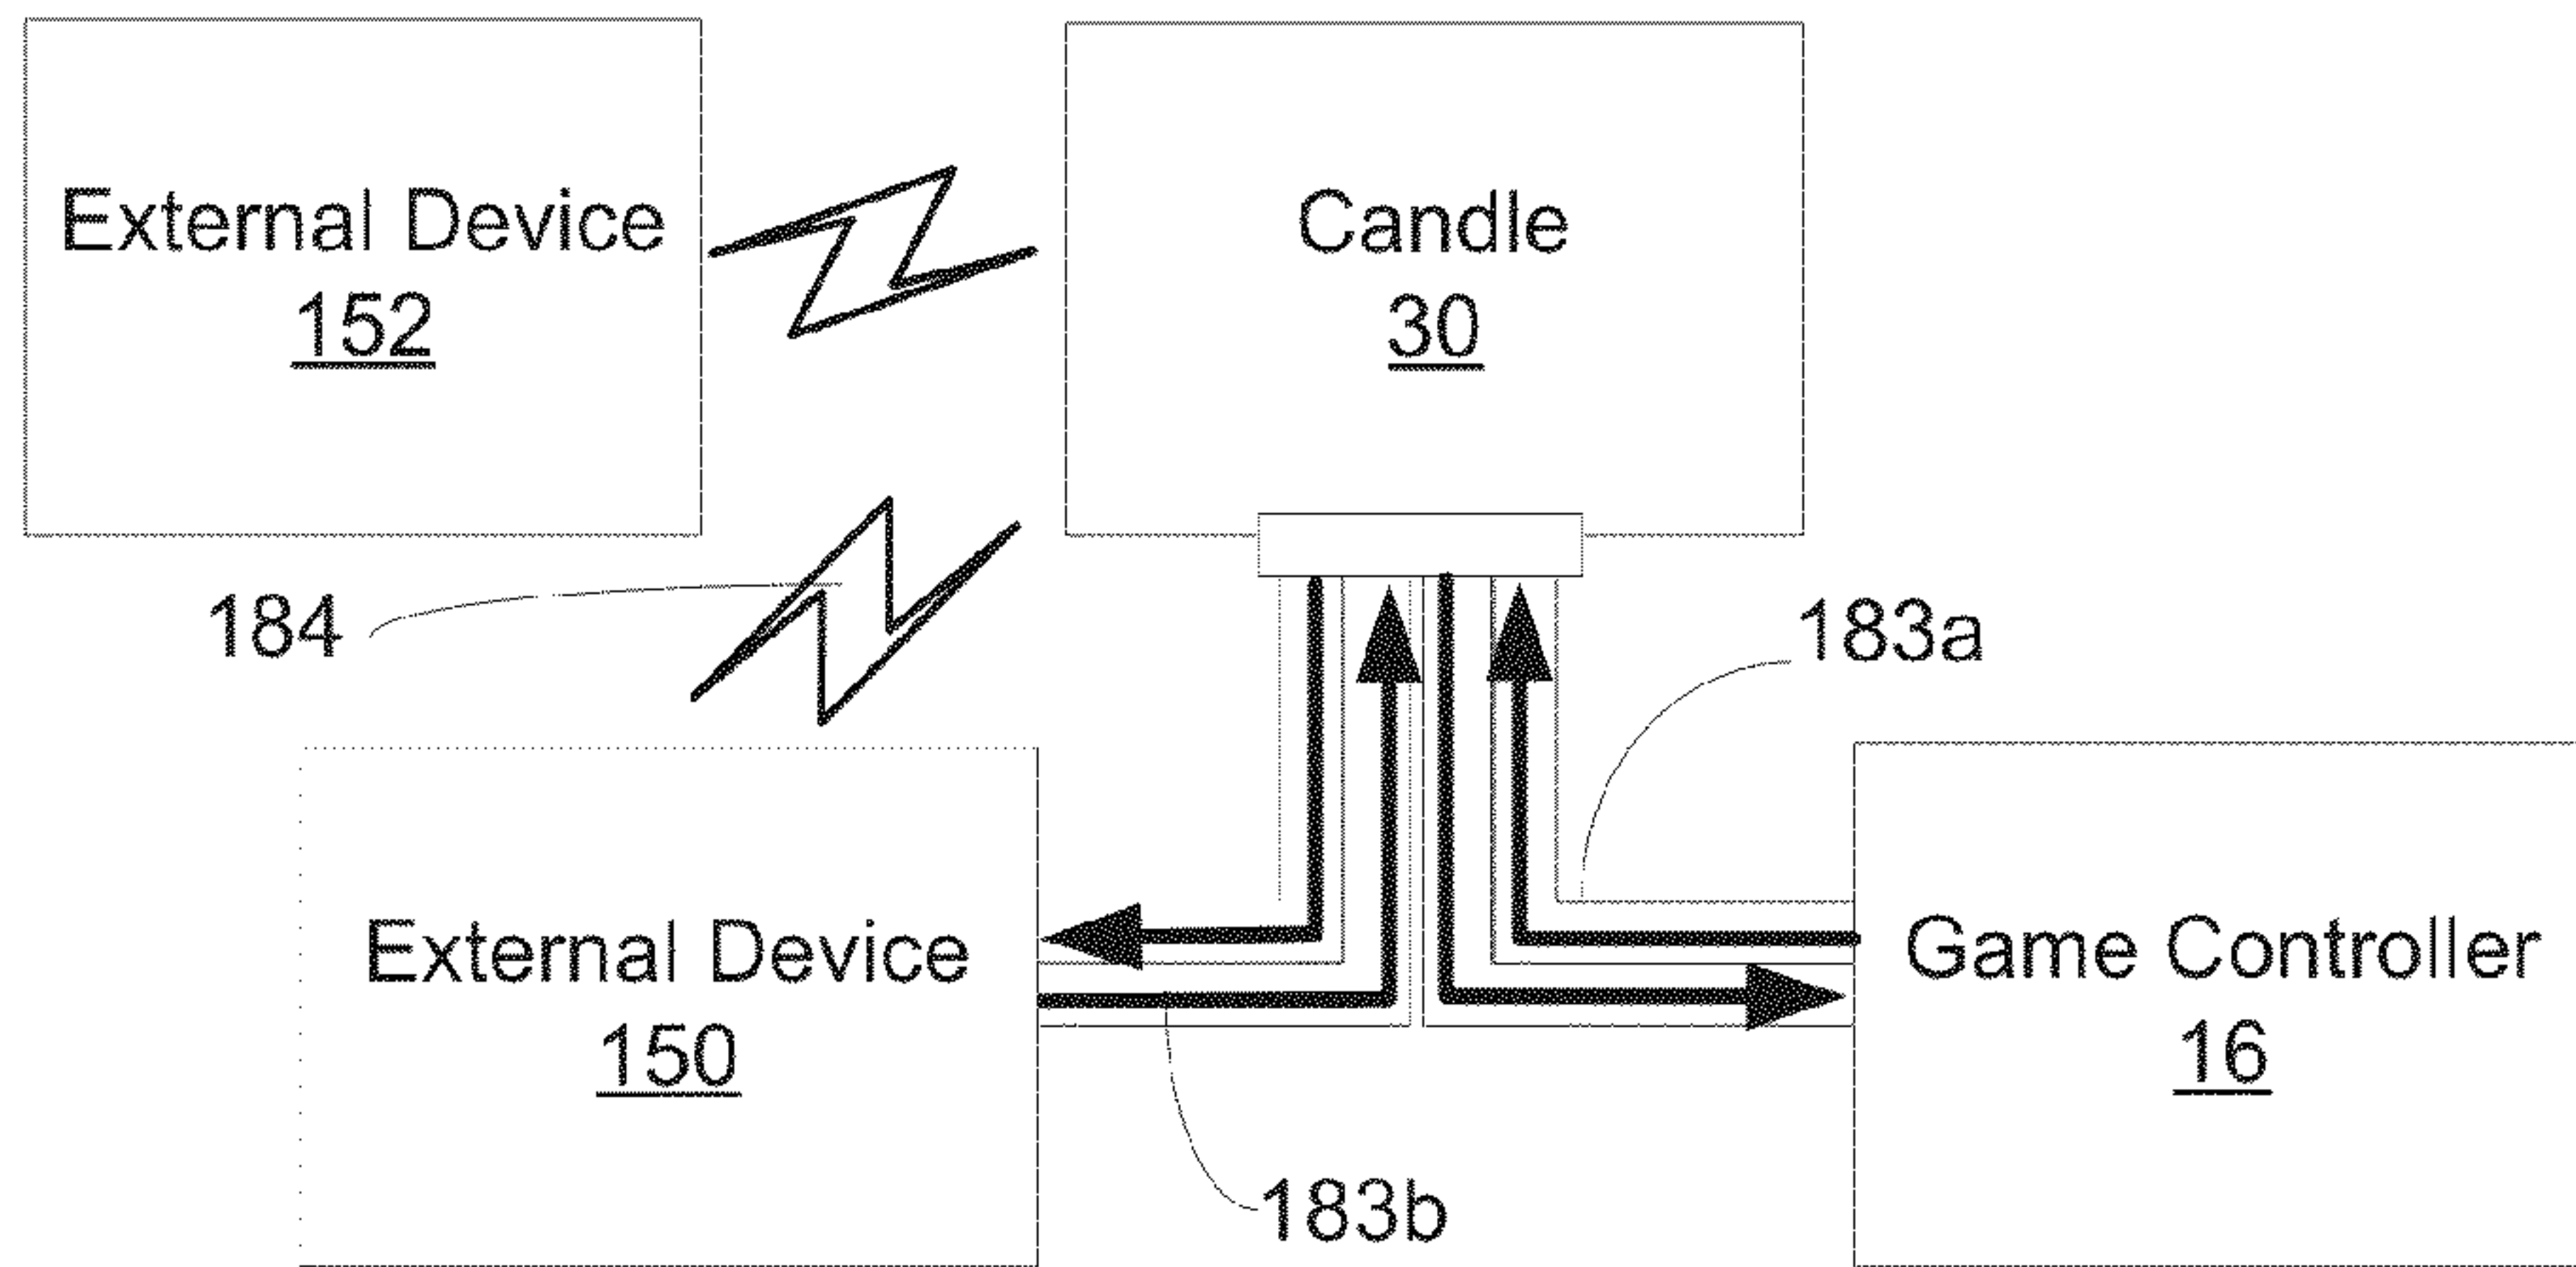 External Device
152
Candle
30
184
183a
External Device
150
Game Controller
16
183b